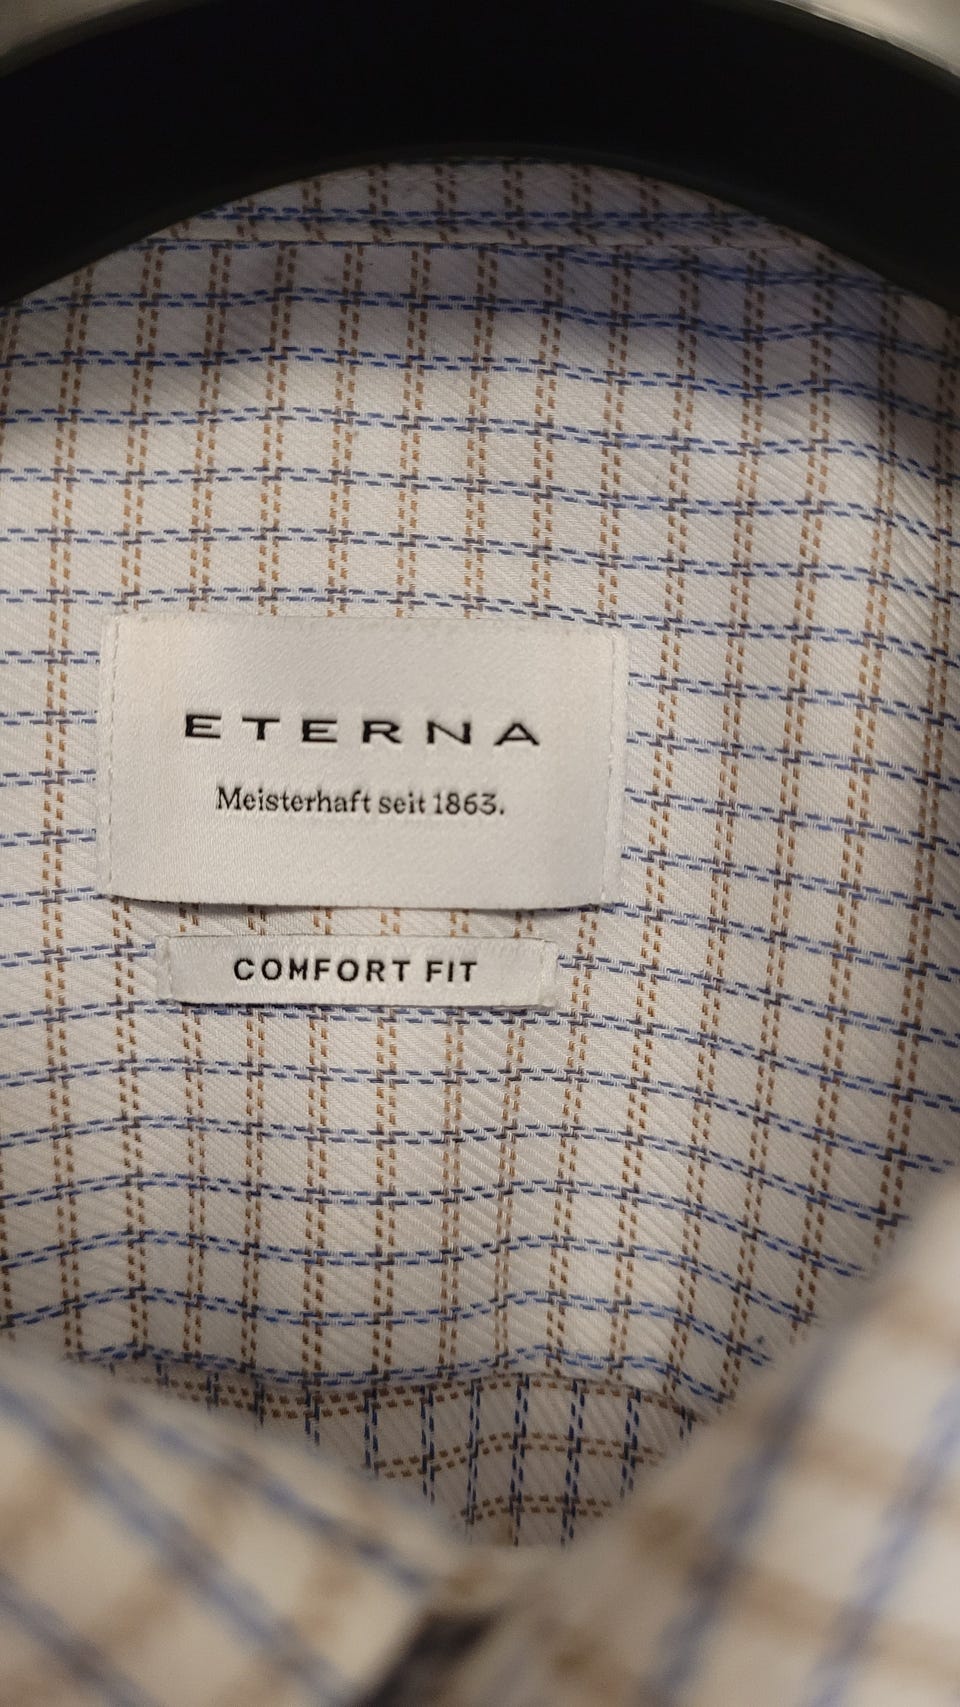 ETERNA
Meisterhaft seit 1863.
COMFORT FIT